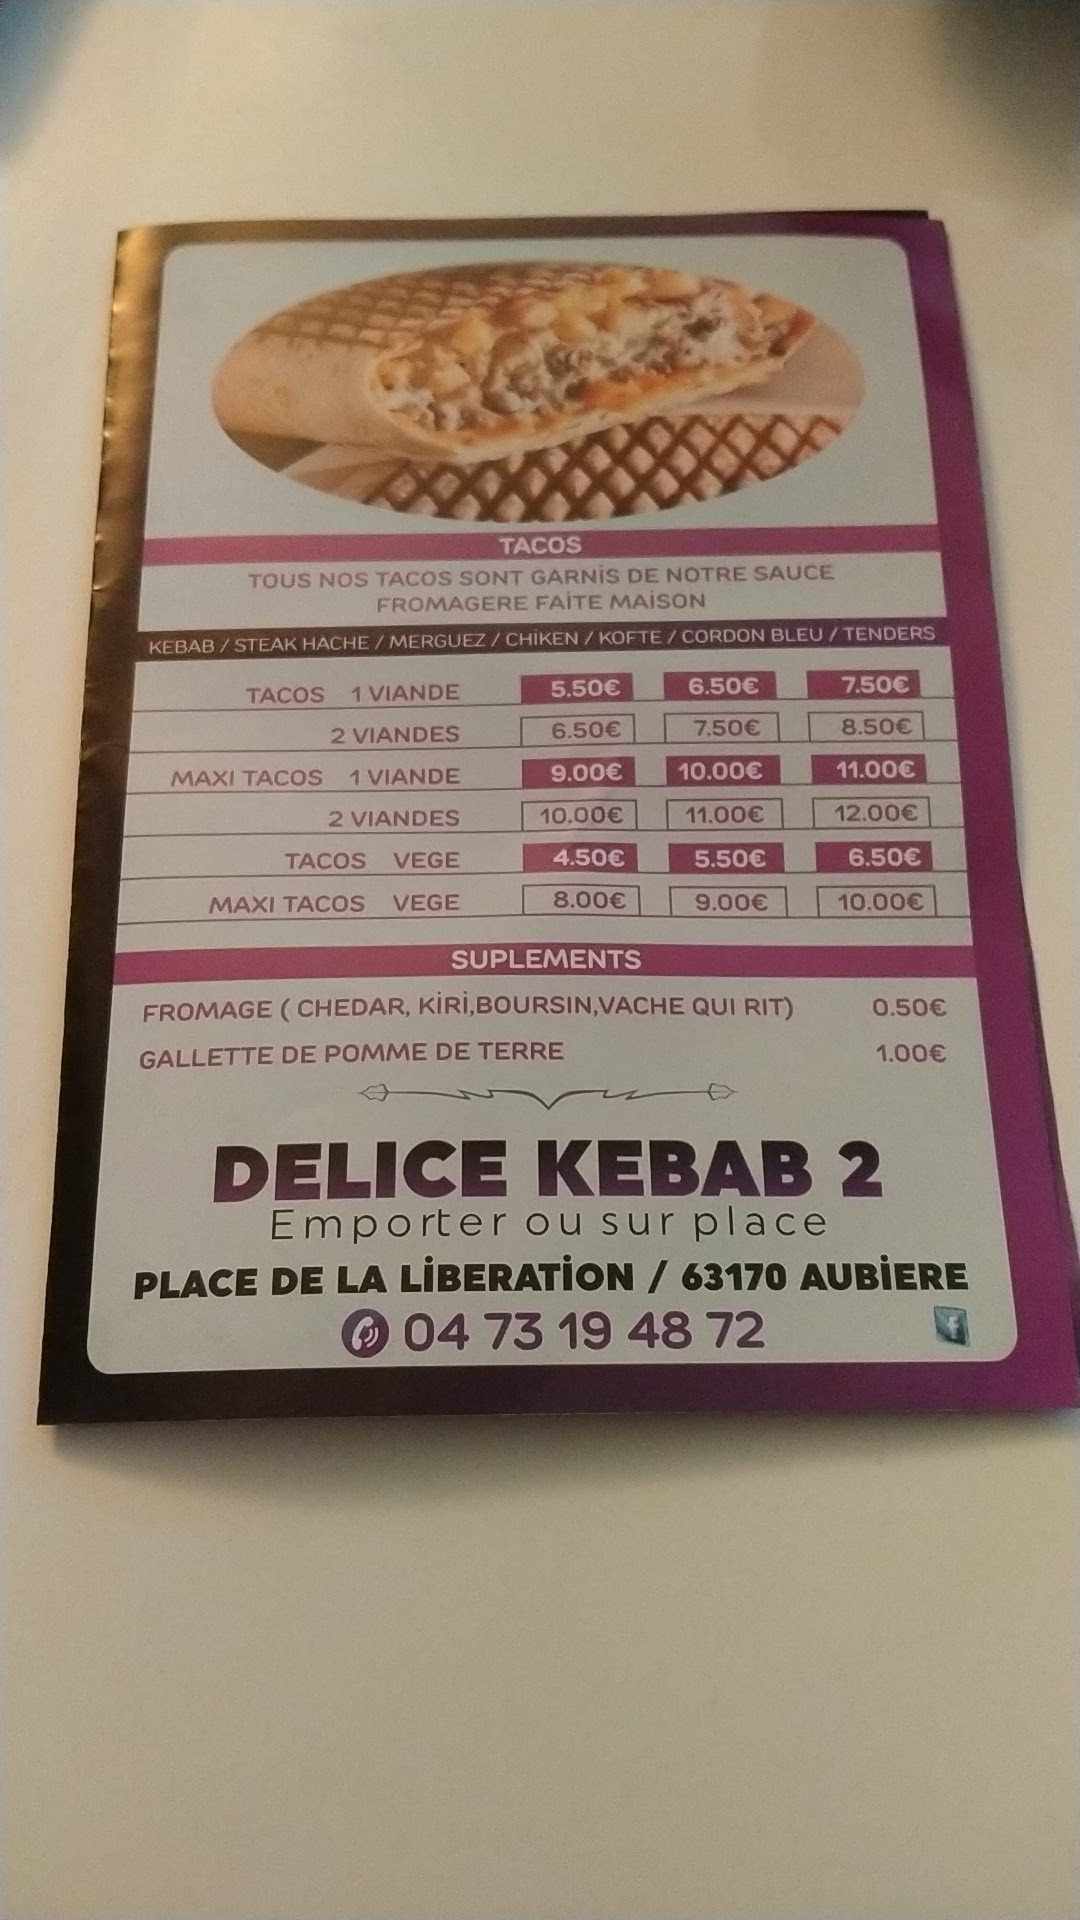 TACOS
TOUS NOS TACOS SONT GARNİS DE NOTRE SAUCE
FROMAGERE FAİTE MAİSON
KEBAB / STEAK HACHE / MERGUEZ / CHİKEN / KOFTE / CORDON BLEU / TENDERS
TACOS 1 VIANDE 5.50€ 6.50€ 7.50€
2 VIANDES 6.50€ 7.50€ 8.50€
MAXI TACOS 1 VIANDE 9.00€ 10.00€ 11.00€
2 VIANDES 10.00€ 11.00€ 12.00€
TACOS VEGE 4.50€ 5.50€ 6.50€
MAXI TACOS VEGE 8.00€ 9.00€ 10.00€
SUPLEMENTS
FROMAGE ( CHEDAR, KİRİ,BOURSIN,VACHE QUI RIT) 0.50€
GALLETTE DE POMME DE TERRE 1.00€
DELICE KEBAB 2
Emporter ou sur place
PLACE DE LA LİBERATİON / 63170 AUBİERE
04 73 19 48 72
f